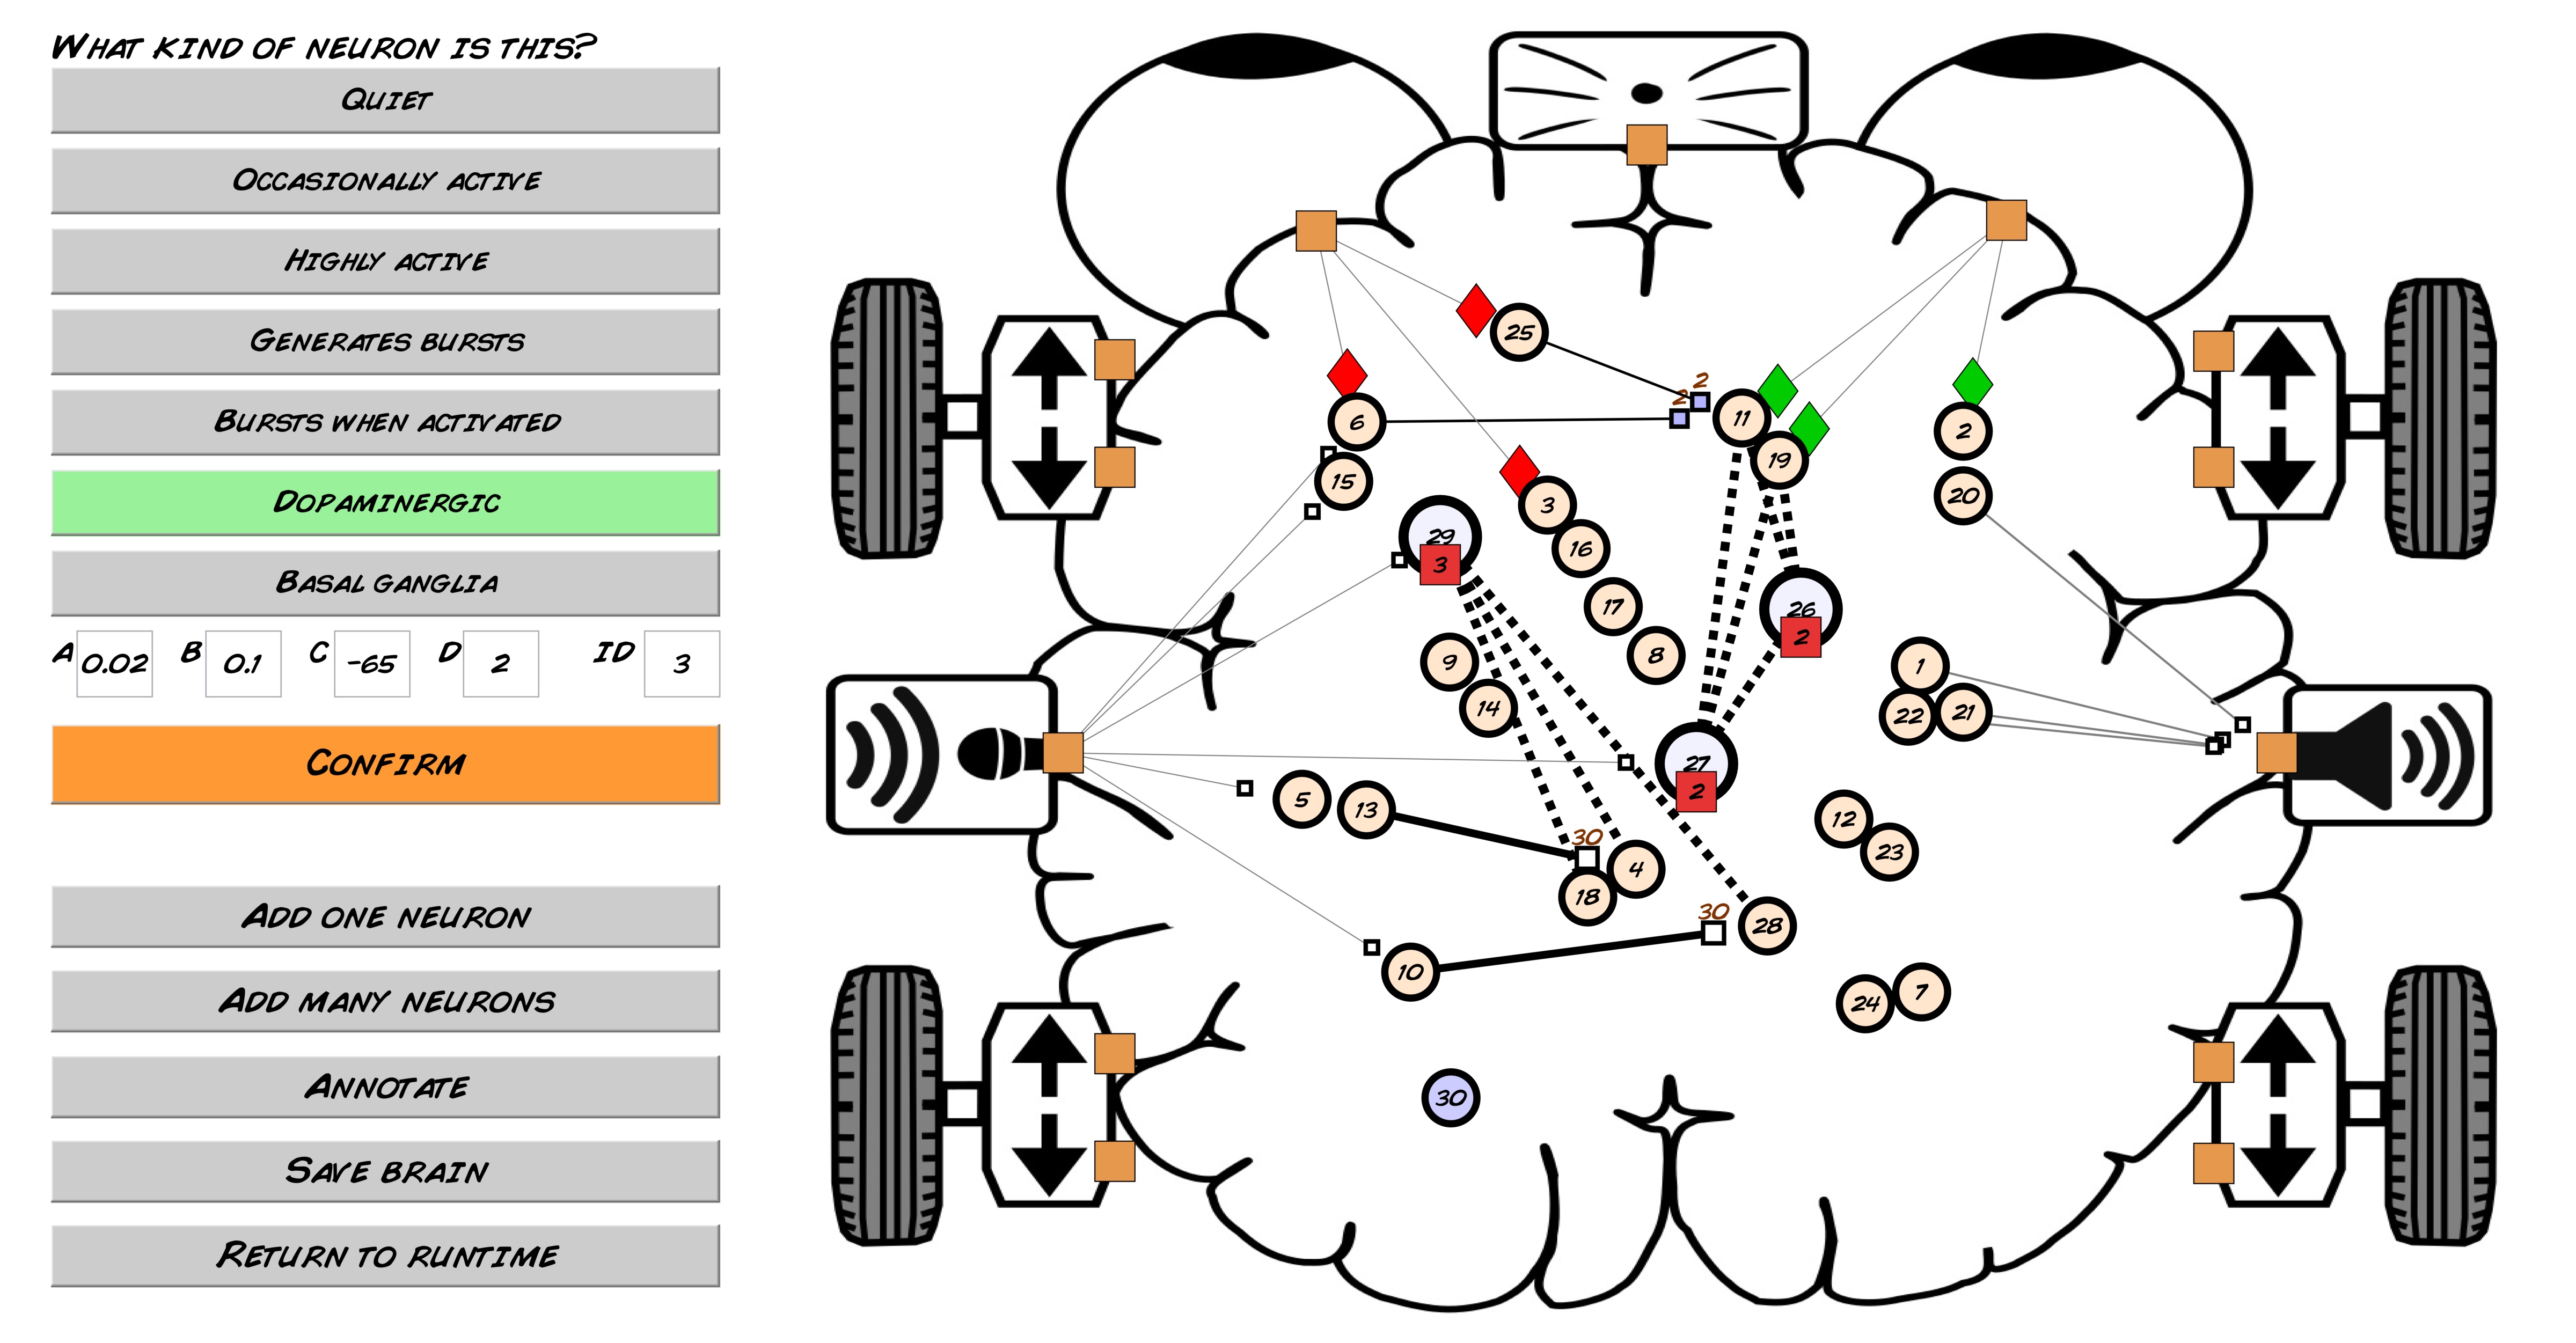 What kind of neuron is this?
Quiet
Occasionally active
Highly active
Generates bursts
Bursts when activated
Dopaminergic
Basal ganglia
A 0.02 B 0.1 C -65 D 2 ID 3
Confirm
Add one neuron
Add many neurons
Annotate
Save brain
Return to runtime
25
2
2
6
11
2
19
15
20
3
29
3
16
17
26
2
8
9
1
14
22
21
27
2
5
13
12
30
23
4
18
30
28
10
24
7
30